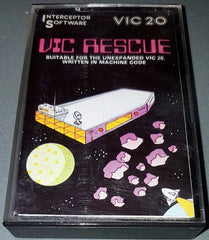 INTERCEPTOR SOFTWARE
VIC 20
VIC RESCUE
SUITABLE FOR THE UNEXPANDED VIC 20.
WRITTEN IN MACHINE CODE